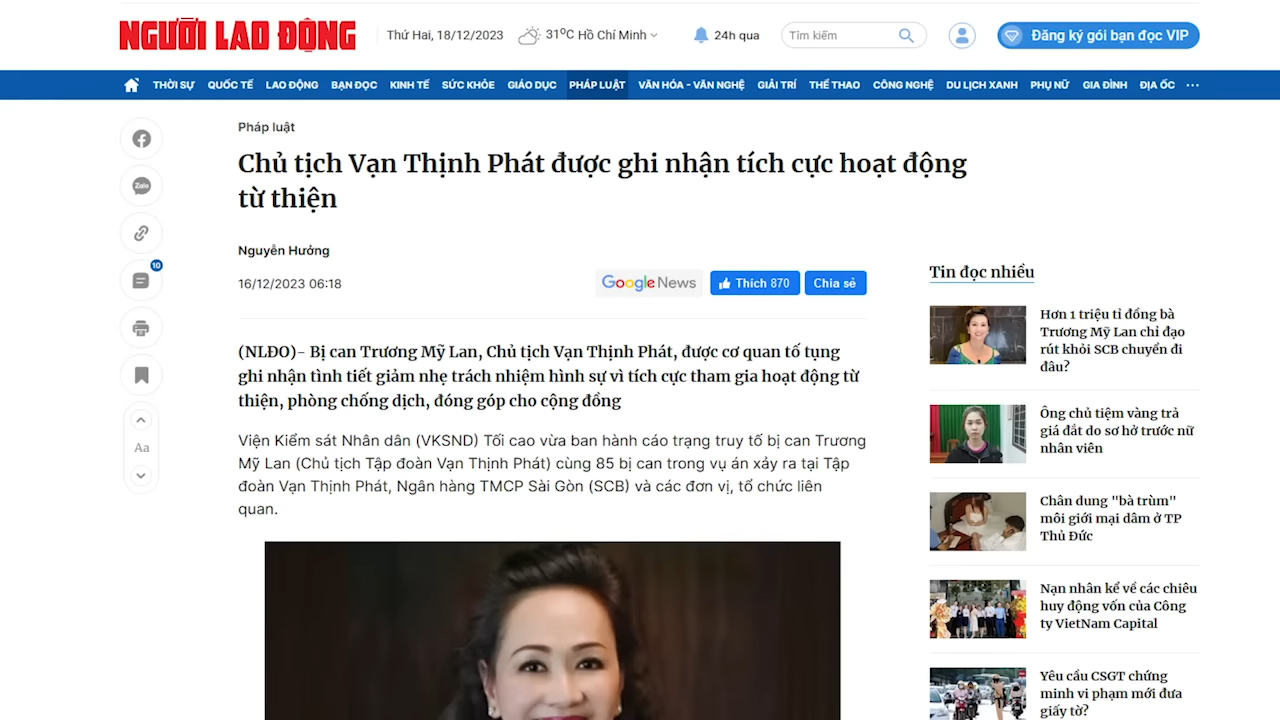 NGƯỜI LAO ĐỘNG
Thứ Hai, 18/12/2023
31°C Hồ Chí Minh
24h qua
Tìm kiếm
Đăng ký gói bạn đọc VIP
THỜI SỰ QUỐC TẾ LAO ĐỘNG BẠN ĐỌC KINH TẾ SỨC KHỎE GIÁO DỤC PHÁP LUẬT VĂN HÓA - VĂN NGHỆ GIẢI TRÍ THỂ THAO CÔNG NGHỆ DU LỊCH XANH PHỤ NỮ GIA ĐÌNH ĐỊA ỐC ...
Zalo
10
Aa
Pháp luật
Chủ tịch Vạn Thịnh Phát được ghi nhận tích cực hoạt động
từ thiện
Nguyễn Hưởng
16/12/2023 06:18
Google News
Thích 870
Chia sẻ
(NLĐO)- Bị can Trương Mỹ Lan, Chủ tịch Vạn Thịnh Phát, được cơ quan tố tụng
ghi nhận tình tiết giảm nhẹ trách nhiệm hình sự vì tích cực tham gia hoạt động từ
thiện, phòng chống dịch, đóng góp cho cộng đồng
Viện Kiểm sát Nhân dân (VKSND) Tối cao vừa ban hành cáo trạng truy tố bị can Trương
Mỹ Lan (Chủ tịch Tập đoàn Vạn Thịnh Phát) cùng 85 bị can trong vụ án xảy ra tại Tập
đoàn Vạn Thịnh Phát, Ngân hàng TMCP Sài Gòn (SCB) và các đơn vị, tổ chức liên
quan.
Tin đọc nhiều
Hơn 1 triệu tỉ đồng bà
Trương Mỹ Lan chỉ đạo
rút khỏi SCB chuyển đi
đâu?
Ông chủ tiệm vàng trả
giá đắt do sơ hở trước nữ
nhân viên
Chân dung "bà trùm"
môi giới mại dâm ở TP
Thủ Đức
Nạn nhân kể về các chiêu
huy động vốn của Công
ty VietNam Capital
Yêu cầu CSGT chứng
minh vi phạm mới đưa
giấy tờ?